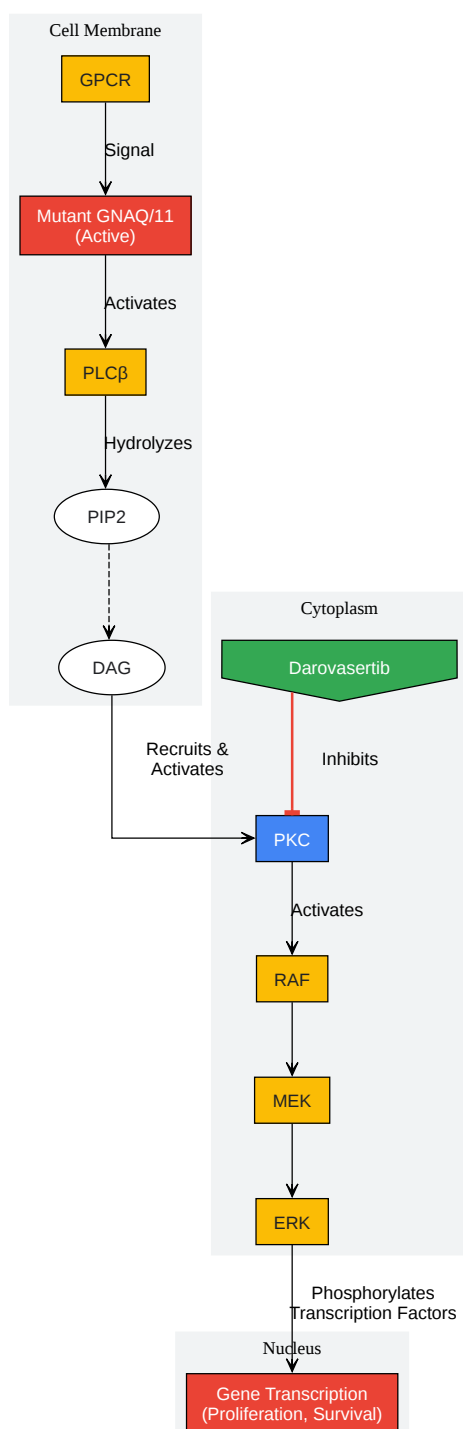 Cell Membrane
GPCR
Signal
Mutant GNAQ/11
(Active)
Activates
PLCβ
Hydrolyzes
PIP2
DAG
Cytoplasm
Darovasertib
Recruits &
Activates
Inhibits
PKC
Activates
RAF
MEK
ERK
Phosphorylates
Transcription Factors
Nucleus
Gene Transcription
(Proliferation, Survival)